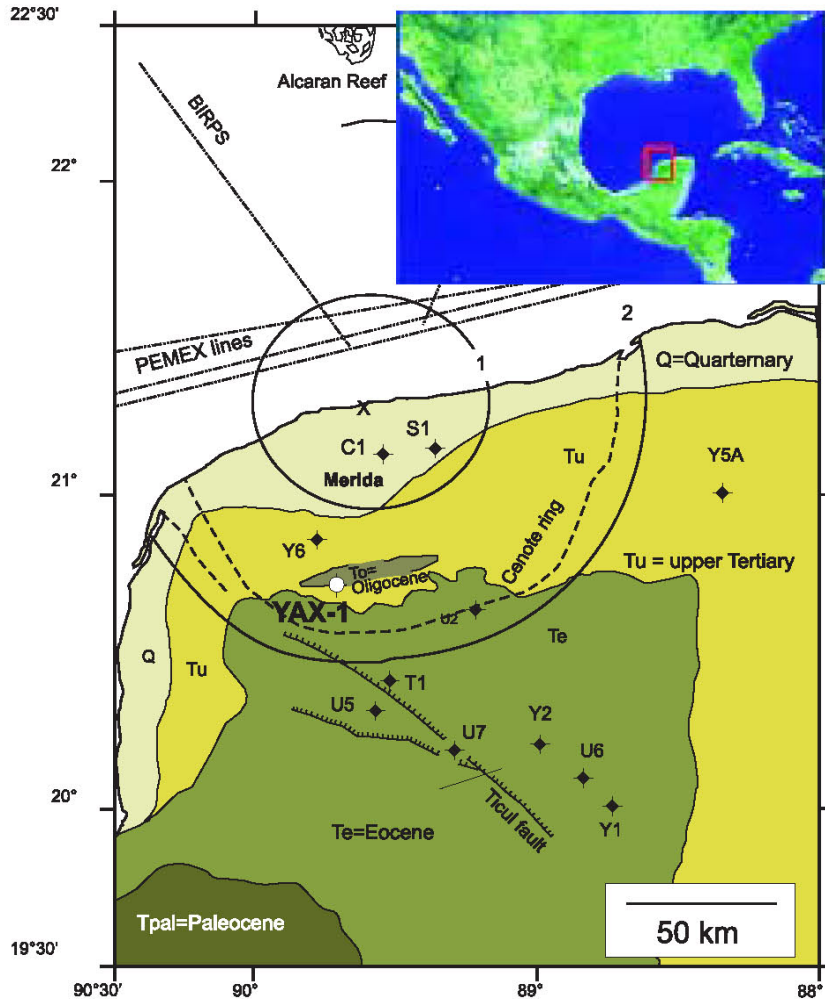 22°30'
Alcaran Reef
BIRPS
22°
PEMEX lines
2
1
Q=Quarternary
X
S1
C1
Merida
Tu
Y5A
21°
Y6
Cenote ring
To=
Oligocene
Tu = upper Tertiary
YAX-1
U2
Q
Tu
Te
T1
U5
Y2
U7
U6
20°
Ticul fault
Y1
Te=Eocene
Tpal=Paleocene
50 km
19°30'
90°30'
90°
89°
88°